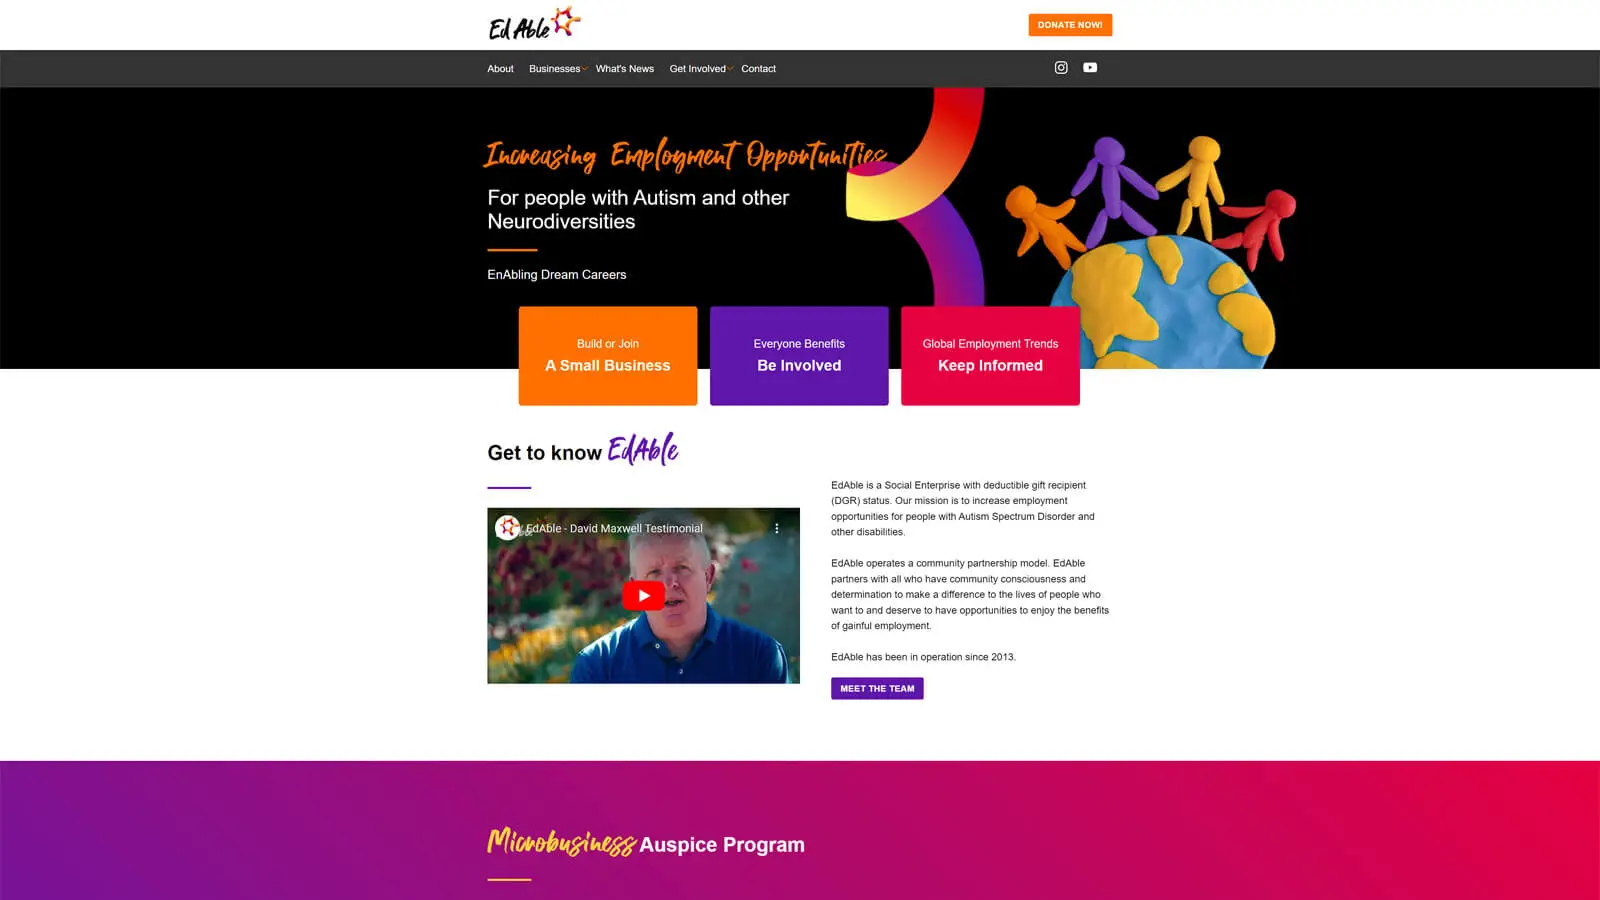 Ed Able
DONATE NOW!
About Businesses What's News Get Involved Contact
Increasing Employment Opportunities
For people with Autism and other
Neurodiversities
EnAbling Dream Careers
Build or Join
A Small Business
Everyone Benefits
Be Involved
Global Employment Trends
Keep Informed
Get to know EdAble
EdAble - David Maxwell Testimonial
EdAble is a Social Enterprise with deductible gift recipient
(DGR) status. Our mission is to increase employment
opportunities for people with Autism Spectrum Disorder and
other disabilities.
EdAble operates a community partnership model. EdAble
partners with all who have community consciousness and
determination to make a difference to the lives of people who
want to and deserve to have opportunities to enjoy the benefits
of gainful employment.
EdAble has been in operation since 2013.
MEET THE TEAM
Microbusiness Auspice Program